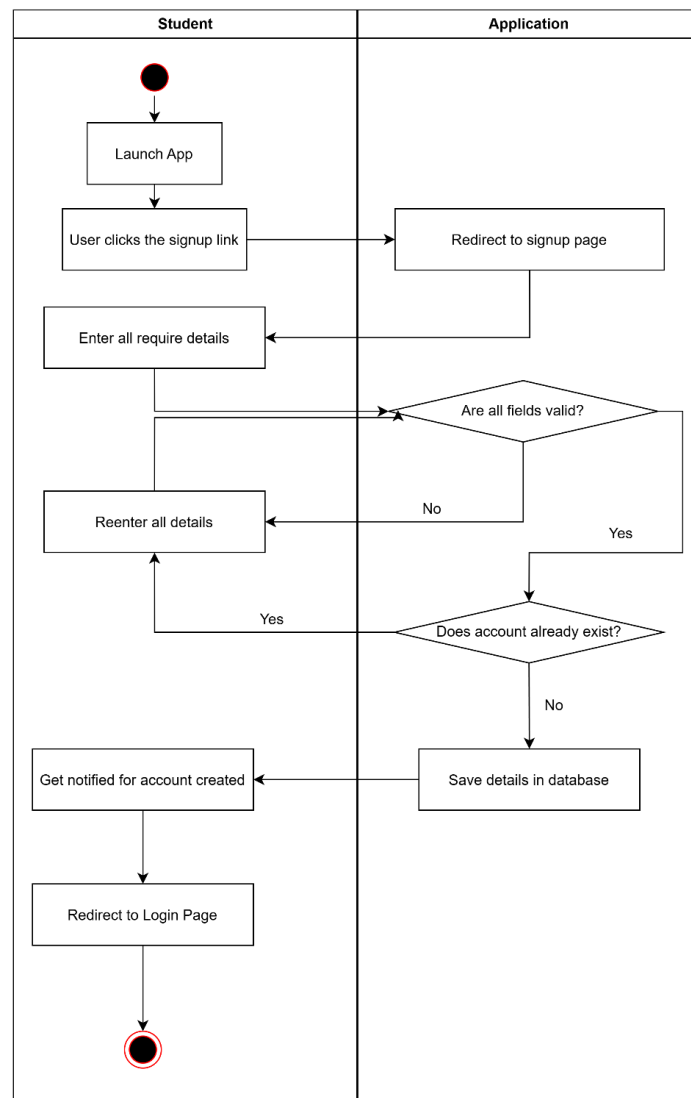 Student
Application
Launch App
User clicks the signup link
Redirect to signup page
Enter all require details
Are all fields valid?
Reenter all details
No
Yes
Yes
Does account already exist?
No
Get notified for account created
Save details in database
Redirect to Login Page